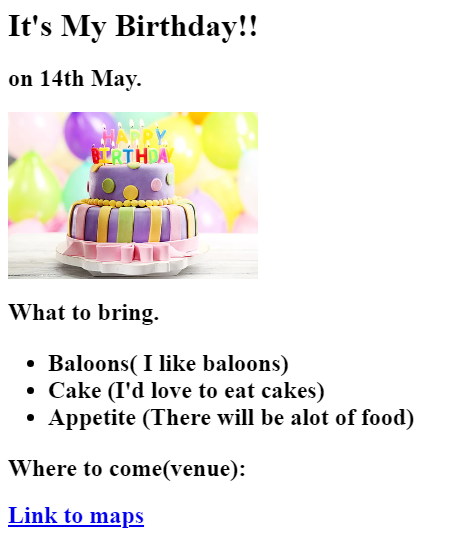 It's My Birthday!!
on 14th May.
HAPPY
BIRTHDAY
What to bring.
Baloons( I like baloons)
Cake (I'd love to eat cakes)
Appetite (There will be alot of food)
Where to come(venue):
Link to maps